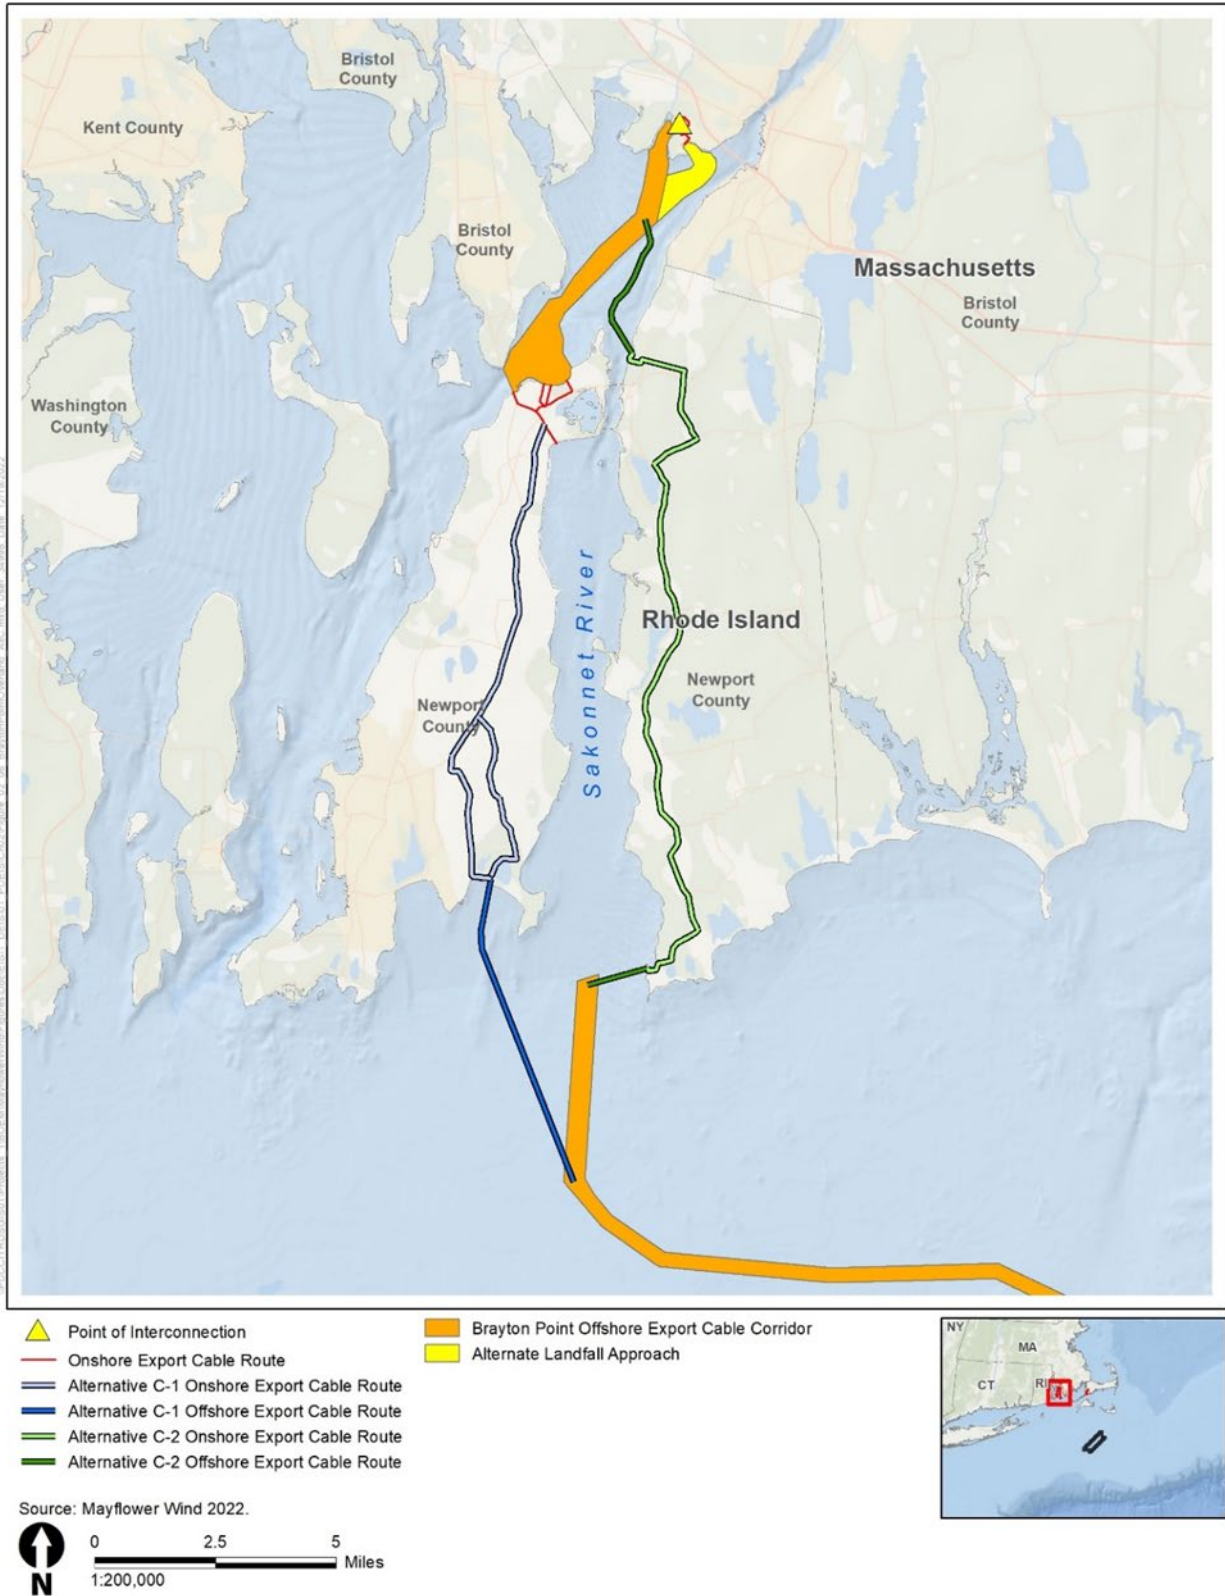 Bristol
County
Kent County
Bristol
County
Massachusetts
Bristol
County
Washington
County
Sakonnet River
Rhode Island
Newport
County
Newport
County
Point of Interconnection
Onshore Export Cable Route
Alternative C-1 Onshore Export Cable Route
Alternative C-1 Offshore Export Cable Route
Alternative C-2 Onshore Export Cable Route
Alternative C-2 Offshore Export Cable Route
Brayton Point Offshore Export Cable Corridor
Alternate Landfall Approach
NY
MA
CT
RI
Source: Mayflower Wind 2022.
N
0 2.5 5
Miles
1:200,000